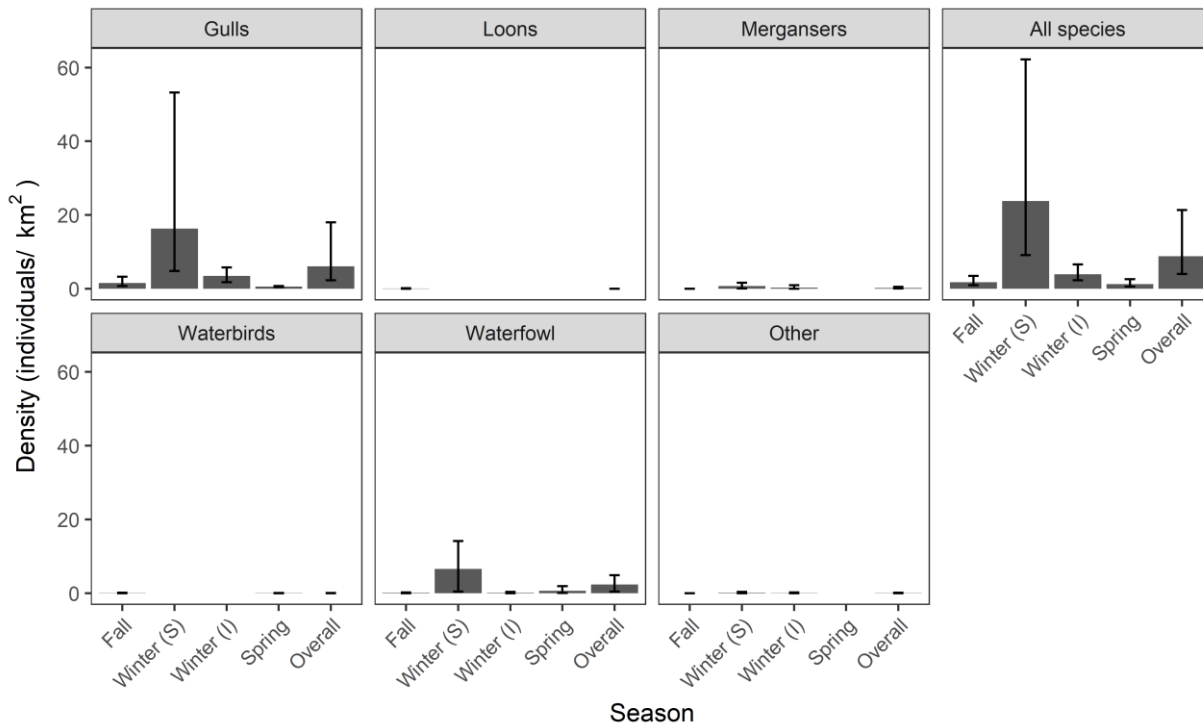 Gulls
Loons
Mergansers
All species
60
40
20
0
Fall
Winter (S)
Winter (I)
Spring
Overall
Waterbirds
Waterfowl
Other
60
40
20
0
Fall
Winter (S)
Winter (I)
Spring
Overall
Fall
Winter (S)
Winter (I)
Spring
Overall
Fall
Winter (S)
Winter (I)
Spring
Overall
Density (individuals/ km²)
Season